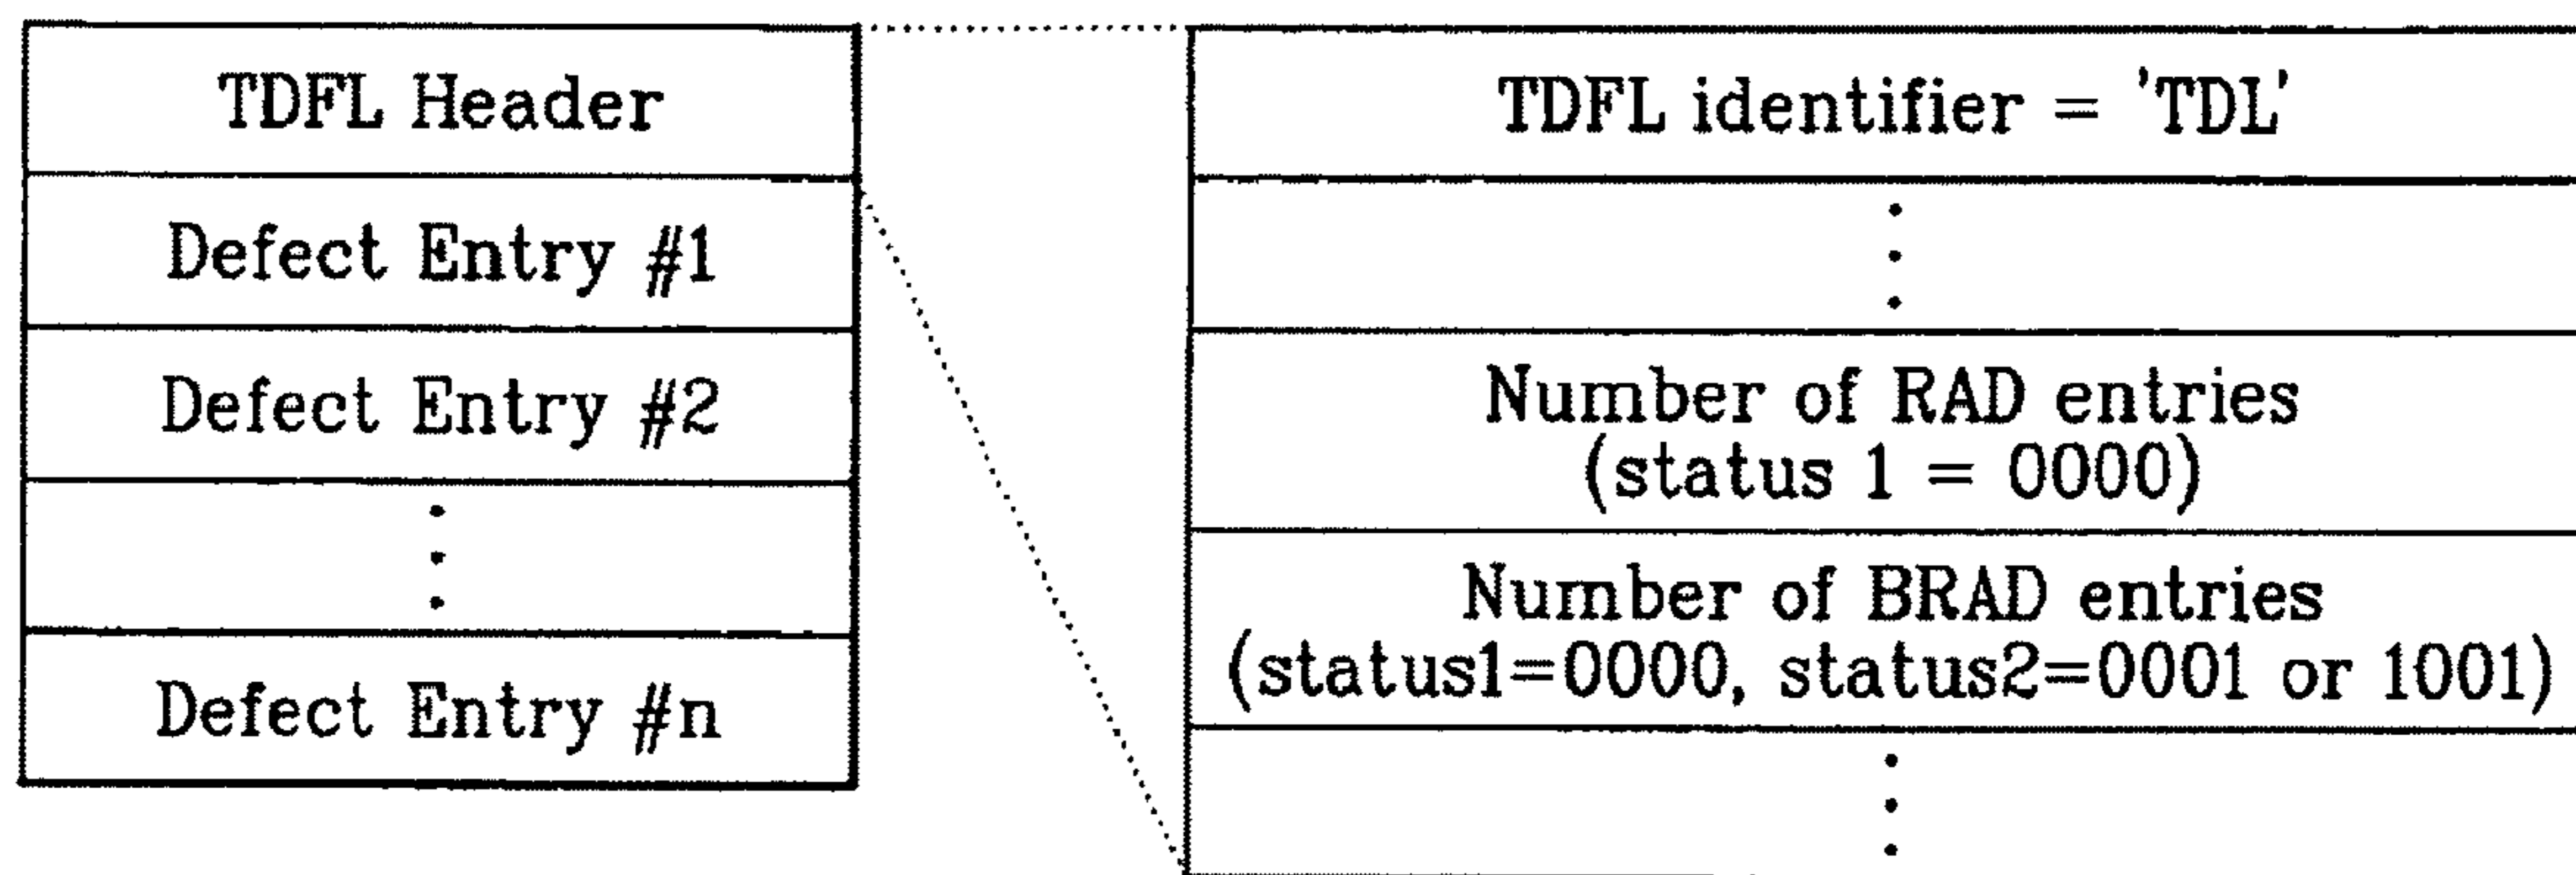 TDFL Header
Defect Entry #1
Defect Entry #2
Defect Entry #n
TDFL identifier = 'TDL'
Number of RAD entries
(status 1 = 0000)
Number of BRAD entries
(status1=0000, status2=0001 or 1001)